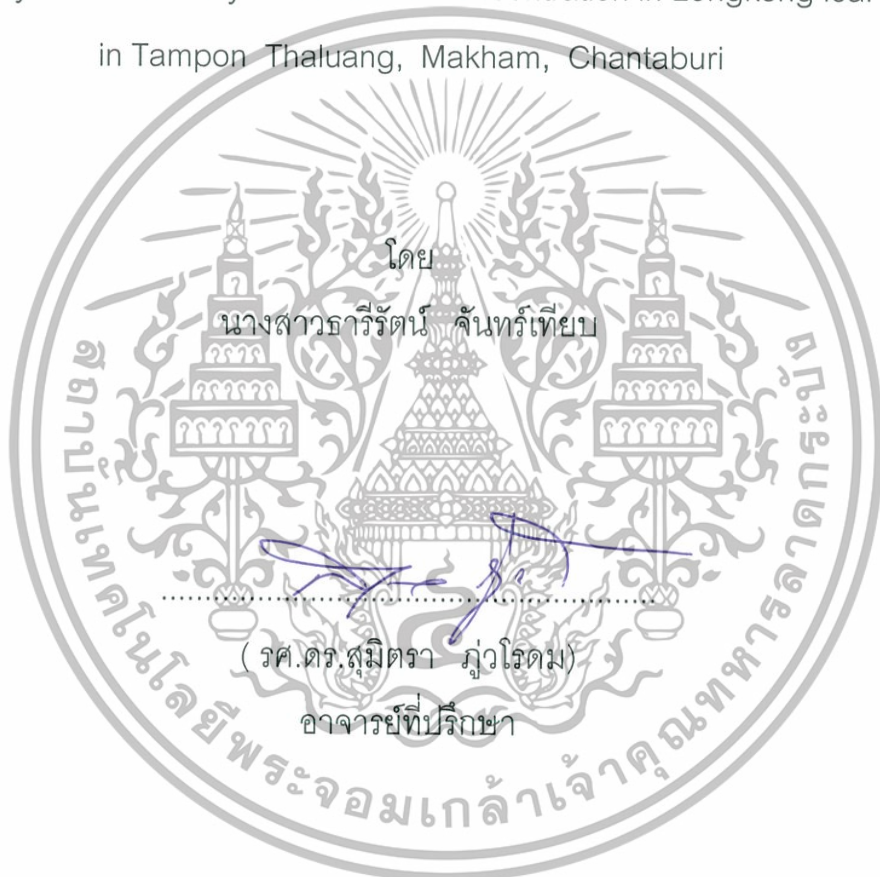 in Longkong
in Tampon Thaluang, Makham, Chantaburi
โดย
นางสาวธารีรัตน์ จันทร์เทียบ
(รศ.ดร.สุมิตรา ภู่วโรดม)
อาจารย์ที่ปรึกษา
สถาบันเทคโนโลยีพระจอมเกล้าเจ้าคุณทหารลาดกระบัง